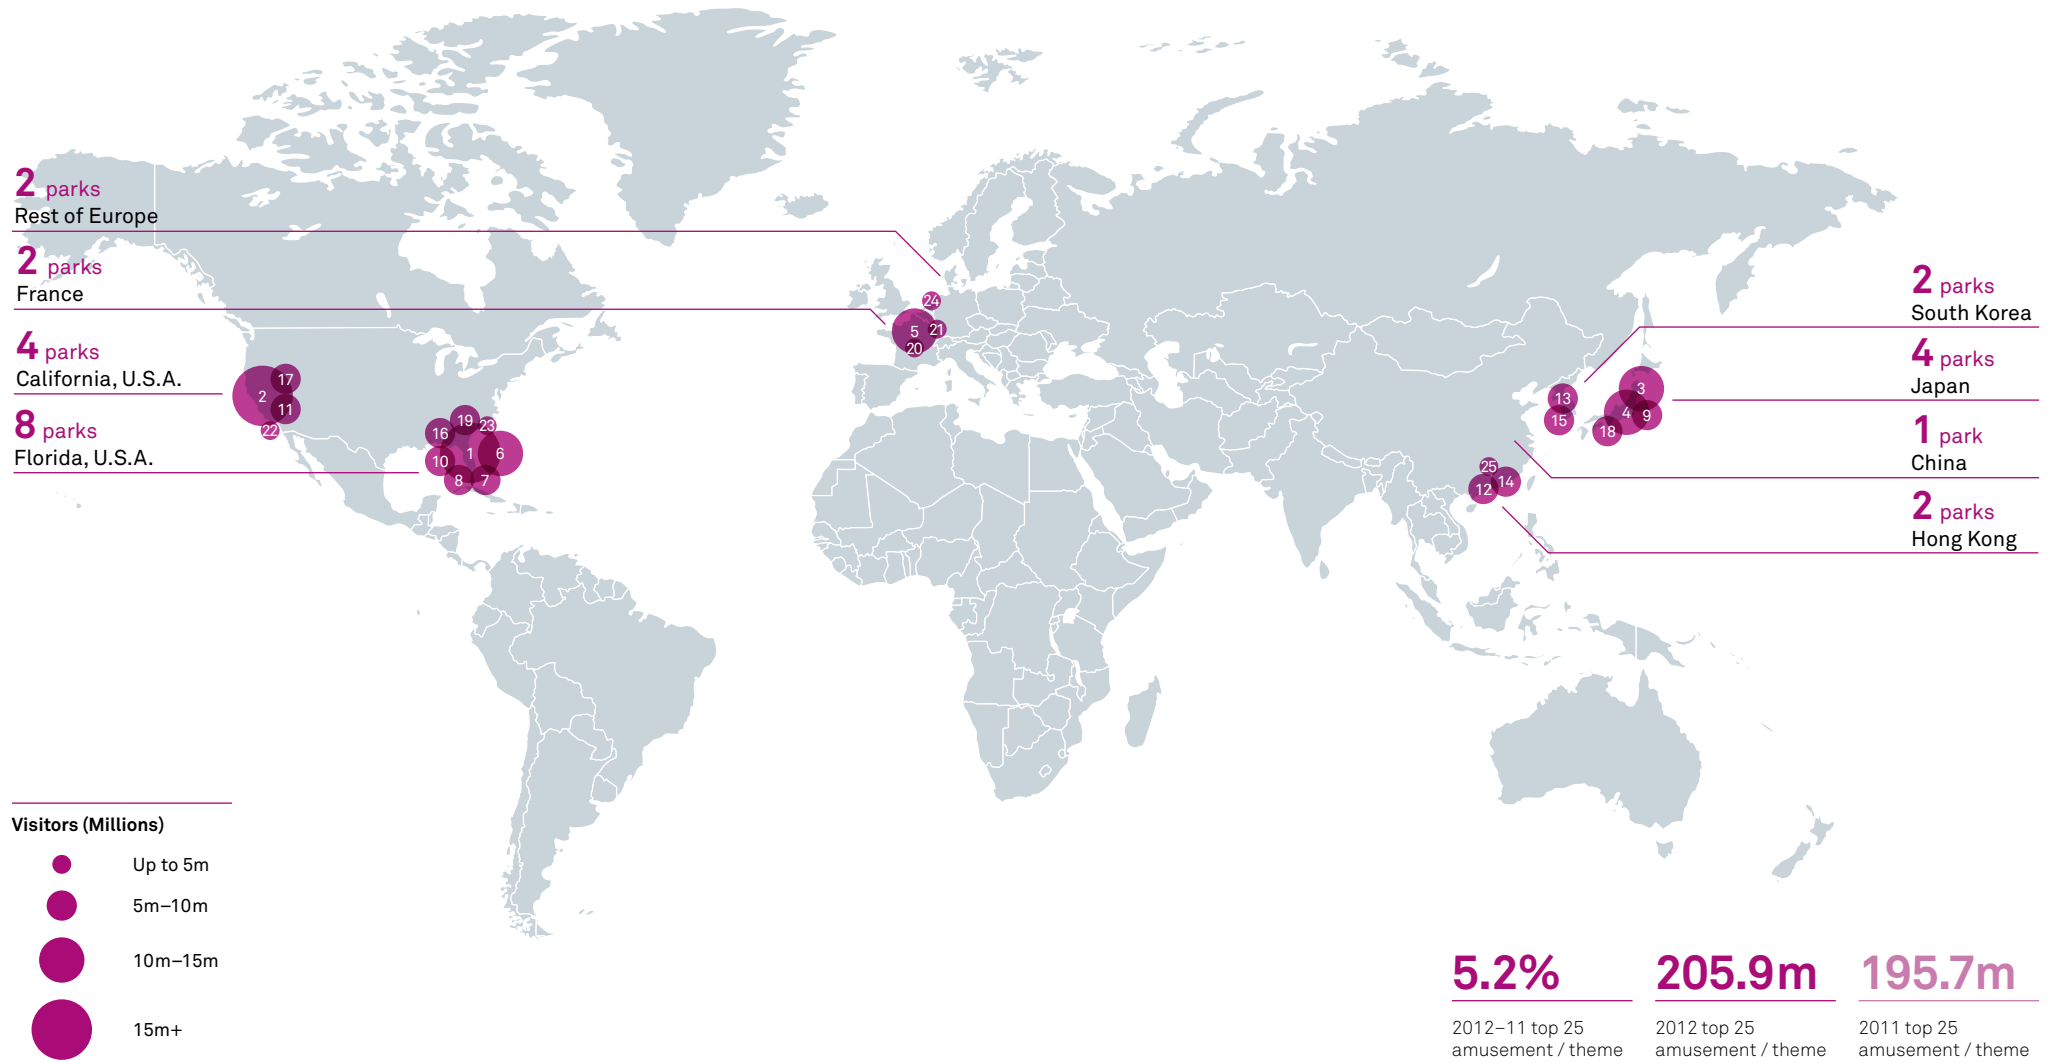 2 parks
Rest of Europe
2 parks
France
4 parks
California, U.S.A.
8 parks
Florida, U.S.A.
2 parks
South Korea
4 parks
Japan
1 park
China
2 parks
Hong Kong
24
5
21
20
17
2
11
22
19
23
16
1
6
10
8
7
3
13
4
9
15
18
25
14
12
Visitors (Millions)
Up to 5m
5m–10m
10m–15m
15m+
5.2%
2012–11 top 25
amusement / theme
205.9m
2012 top 25
amusement / theme
195.7m
2011 top 25
amusement / theme